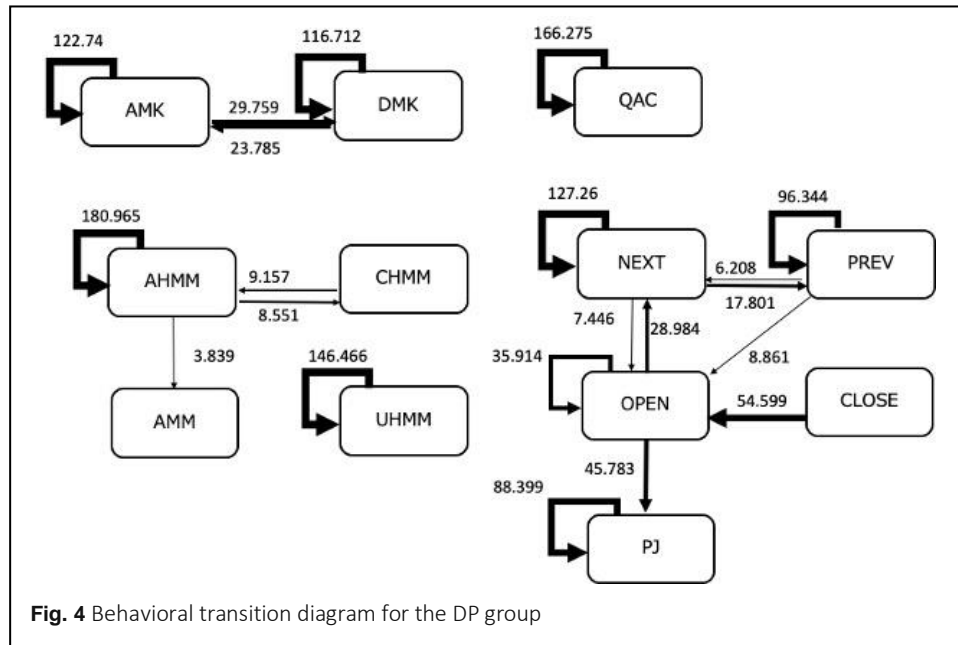 122.74
116.712
166.275
AMK
29.759
23.785
DMK
QAC
180.965
127.26
96.344
AHMM
9.157
8.551
CHMM
NEXT
6.208
17.801
PREV
3.839
7.446
28.984
8.861
146.466
35.914
AMM
UHMM
OPEN
54.599
CLOSE
45.783
88.399
PJ
Fig. 4 Behavioral transition diagram for the DP group